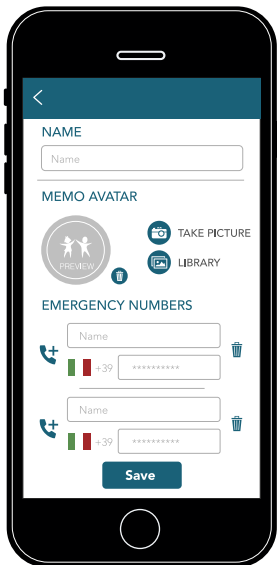 NAME
Name
MEMO AVATAR
PREVIEW
TAKE PICTURE
LIBRARY
EMERGENCY NUMBERS
Name
+39 **********
Name
+39 **********
Save